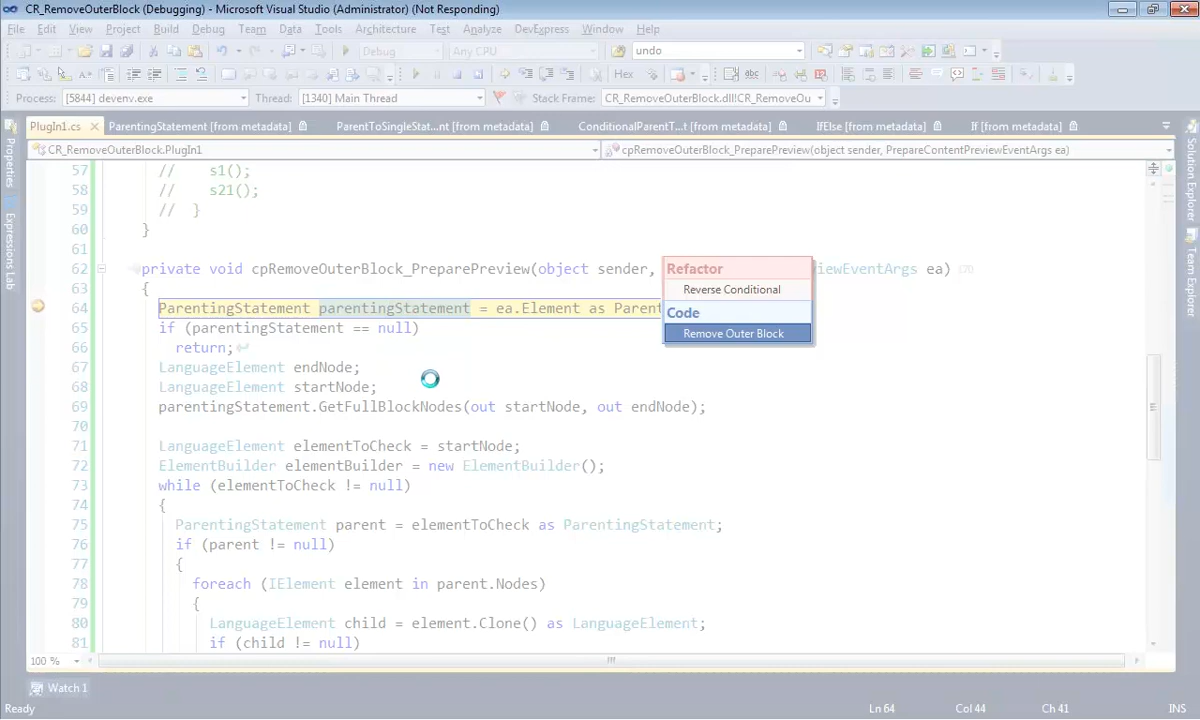 CR_RemoveOuterBlock (Debugging) - Microsoft Visual Studio (Administrator) (Not Responding)
File Edit View Project Build Debug Team Data Tools Architecture Test Analyze DevExpress Window Help
Debug Any CPU undo
Hex
Process: [5844] devenv.exe Thread: [1340] Main Thread Stack Frame: CR_RemoveOuterBlock.dll!CR_RemoveOu
PlugIn1.cs ParentingStatement [from metadata] ParentToSingleStat...nt [from metadata] ConditionalParentT...t [from metadata] IfElse [from metadata] If [from metadata]
CR_RemoveOuterBlock.PlugIn1 cpRemoveOuterBlock_PreparePreview(object sender, PrepareContentPreviewEventArgs ea)
57 // s1();
58 // s21();
59 // }
60 }
61
62 private void cpRemoveOuterBlock_PreparePreview(object sender, viewEventArgs ea)
63 {
64 ParentingStatement parentingStatement = ea.Element as Parent
65 if (parentingStatement == null)
66 return;
67 LanguageElement endNode;
68 LanguageElement startNode;
69 parentingStatement.GetFullBlockNodes(out startNode, out endNode);
70
71 LanguageElement elementToCheck = startNode;
72 ElementBuilder elementBuilder = new ElementBuilder();
73 while (elementToCheck != null)
74 {
75 ParentingStatement parent = elementToCheck as ParentingStatement;
76 if (parent != null)
77 {
78 foreach (IElement element in parent.Nodes)
79 {
80 LanguageElement child = element.Clone() as LanguageElement;
81 if (child != null)
Refactor
Reverse Conditional
Code
Remove Outer Block
Properties
Expressions Lab
Solution Explorer
Team Explorer
100 %
Watch 1
Ready Ln 64 Col 44 Ch 41 INS